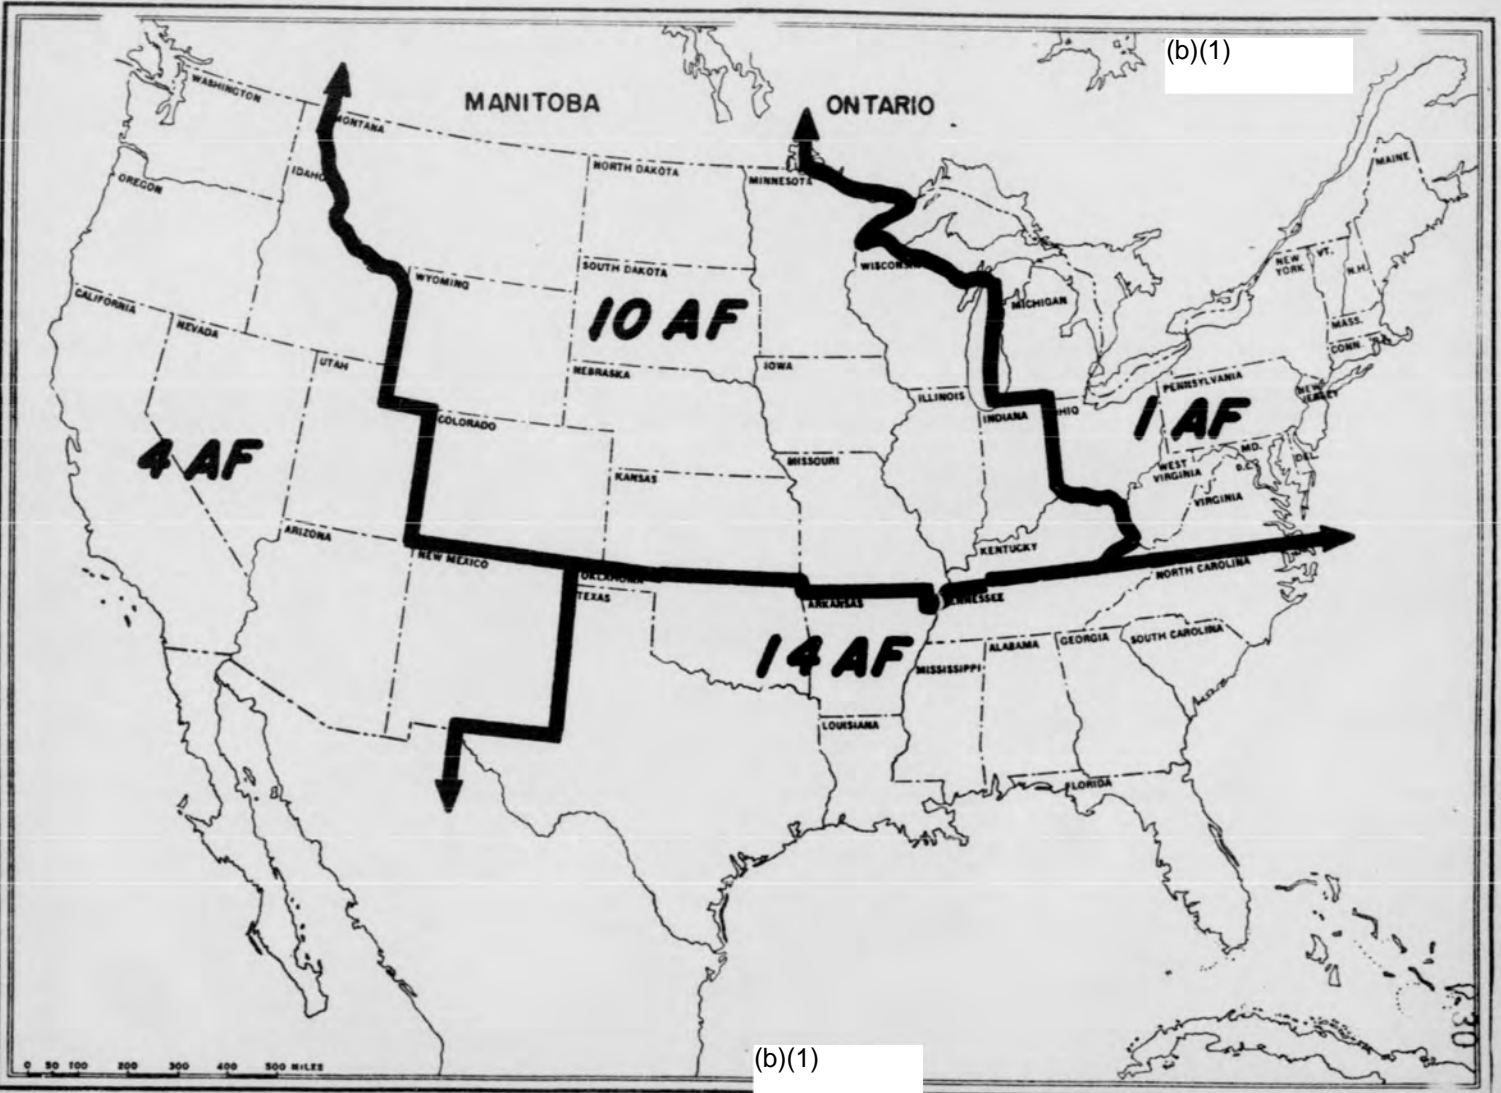 (b)(1)
MANITOBA
ONTARIO
WASHINGTON
MONTANA
IDAHO
NORTH DAKOTA
MINNESOTA
MAINE
OREGON
SOUTH DAKOTA
WISCONSIN
NEW YORK
VT.
N.H.
WYOMING
MICHIGAN
CALIFORNIA
NEVADA
10 AF
MASS.
CONN.
UTAH
NEBRASKA
IOWA
ILLINOIS
PENNSYLVANIA
NEW JERSEY
COLORADO
INDIANA
OHIO
1 AF
4 AF
MISSOURI
KANSAS
WEST VIRGINIA
MD.
D.C.
DEL.
VIRGINIA
ARIZONA
NEW MEXICO
KENTUCKY
OKLAHOMA
NORTH CAROLINA
TEXAS
ARKANSAS
TENNESSEE
14 AF
MISSISSIPPI
ALABAMA
GEORGIA
SOUTH CAROLINA
LOUISIANA
FLORIDA
30
0 50 100 200 300 400 500 MILES
(b)(1)